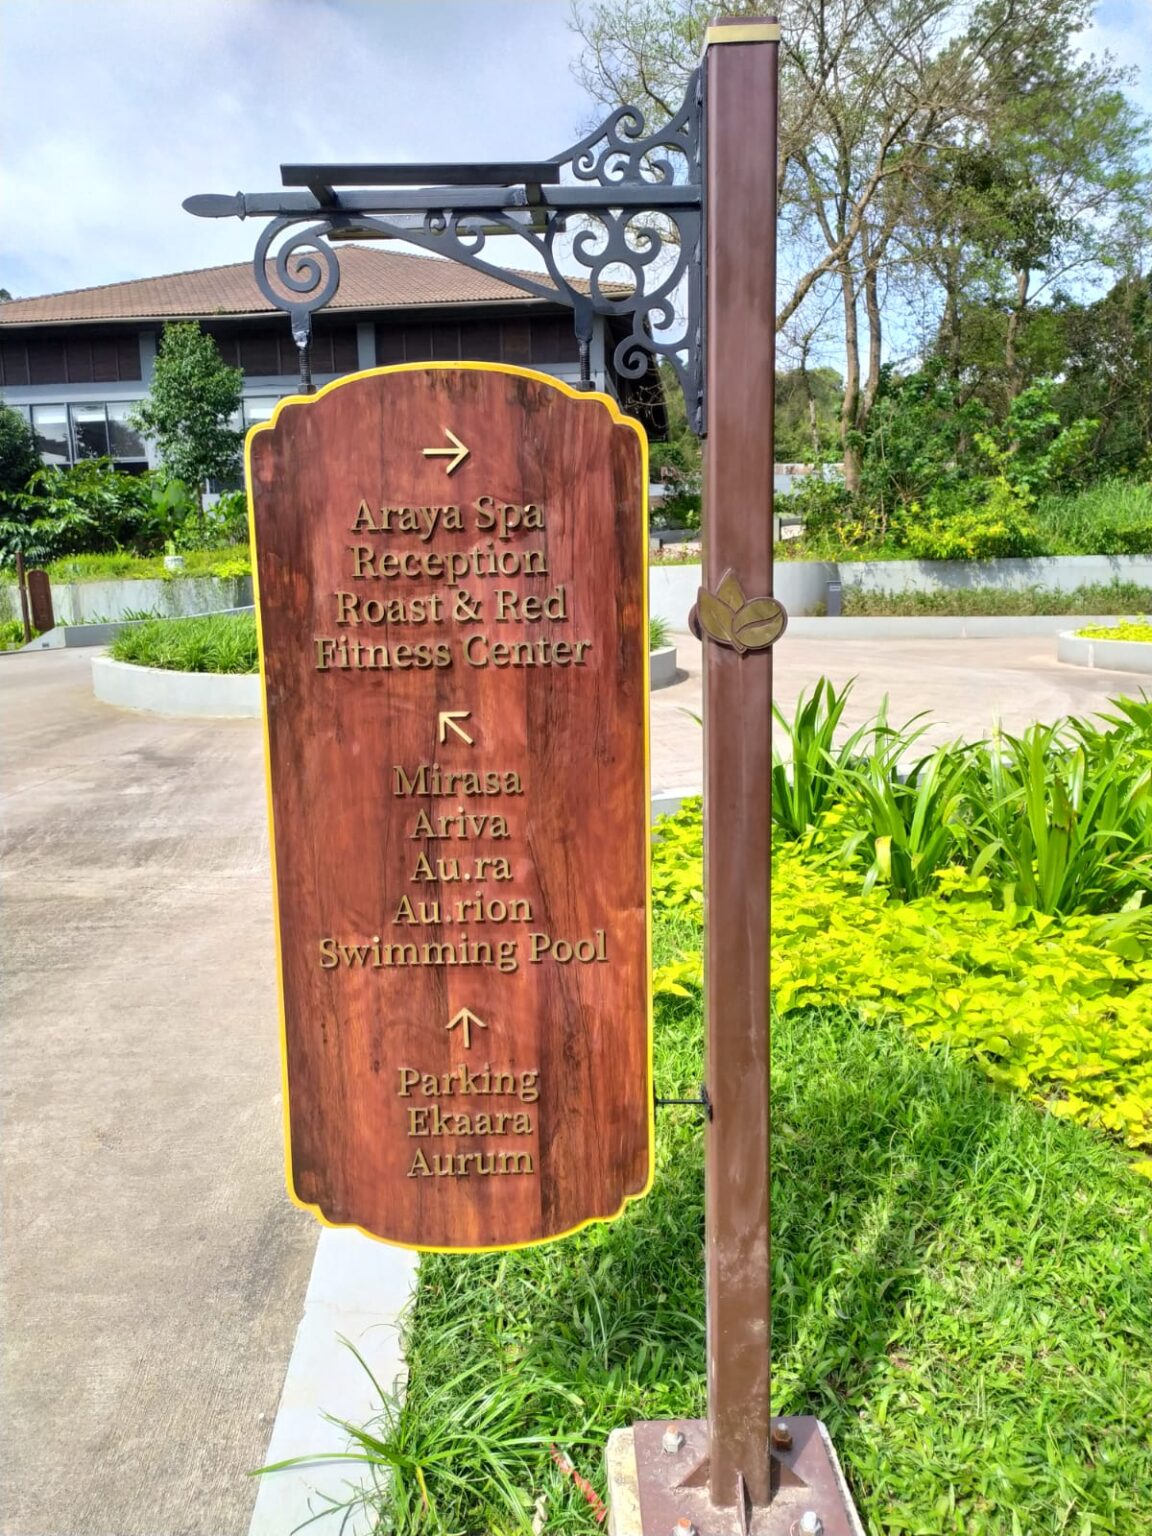 →
Araya Spa
Reception
Roast & Red
Fitness Center
↖
Mirasa
Ariva
Au.ra
Au.rion
Swimming Pool
↑
Parking
Ekaara
Aurum